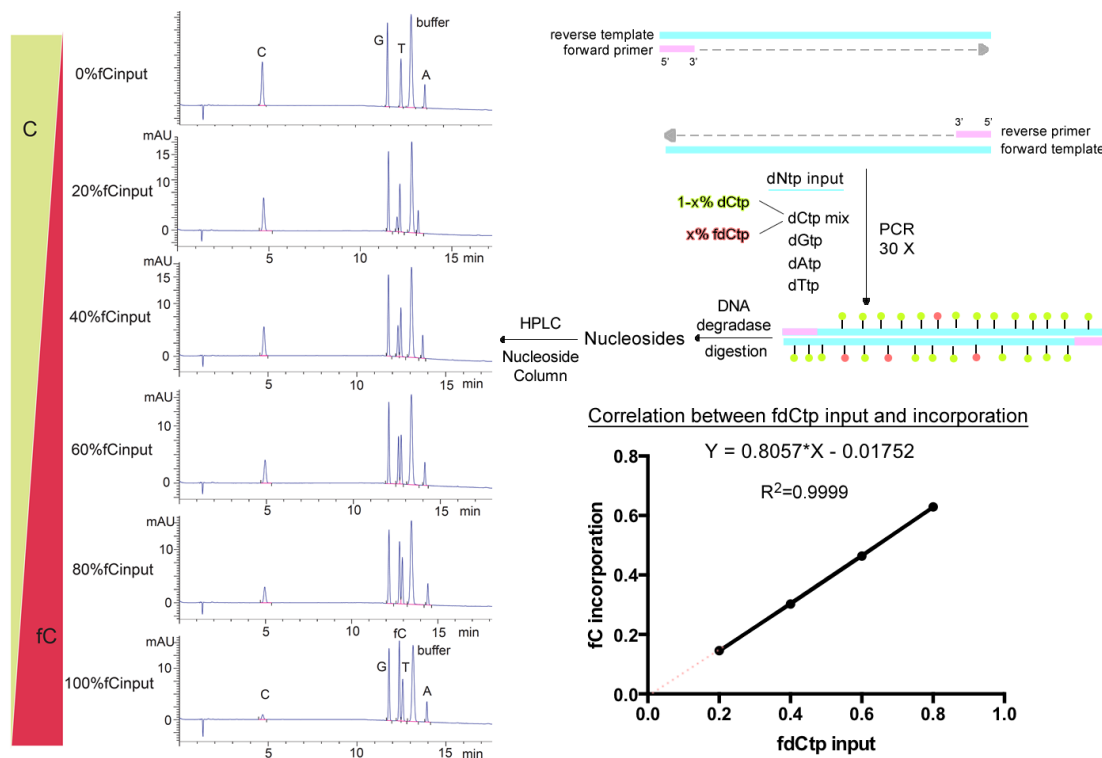 C
fC
0%fCinput
C
G
T
buffer
A
20%fCinput
mAU
15
10
0
5
10
15
min
40%fCinput
mAU
15
10
0
5
10
15
min
60%fCinput
mAU
10
0
5
10
15
min
80%fCinput
mAU
10
0
5
10
15
min
100%fCinput
mAU
10
0
C
G
fC
T
buffer
A
5
10
15
min
reverse template
forward primer
5' 3'
3' 5'
reverse primer
forward template
dNtp input
1-x% dCtp
x% fdCtp
dCtp mix
dGtp
dAtp
dTtp
PCR
30 X
DNA
degradase
digestion
Nucleosides
HPLC
Nucleoside
Column
Correlation between fdCtp input and incorporation
Y = 0.8057*X - 0.01752
R²=0.9999
fC incorporation
0.8
0.6
0.4
0.2
0.0
0.0 0.2 0.4 0.6 0.8 1.0
fdCtp input